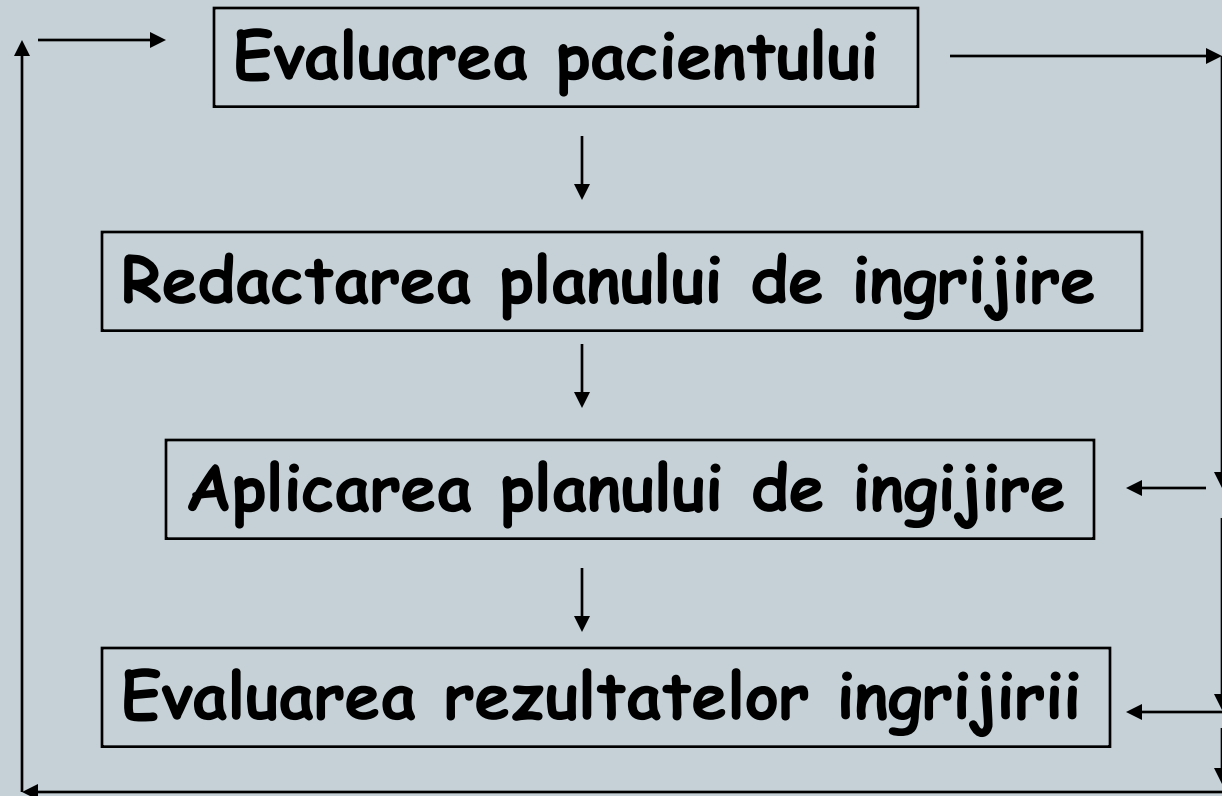 Evaluarea pacientului
Redactarea planului de ingrijire
Aplicarea planului de ingijire
Evaluarea rezultatelor ingrijirii